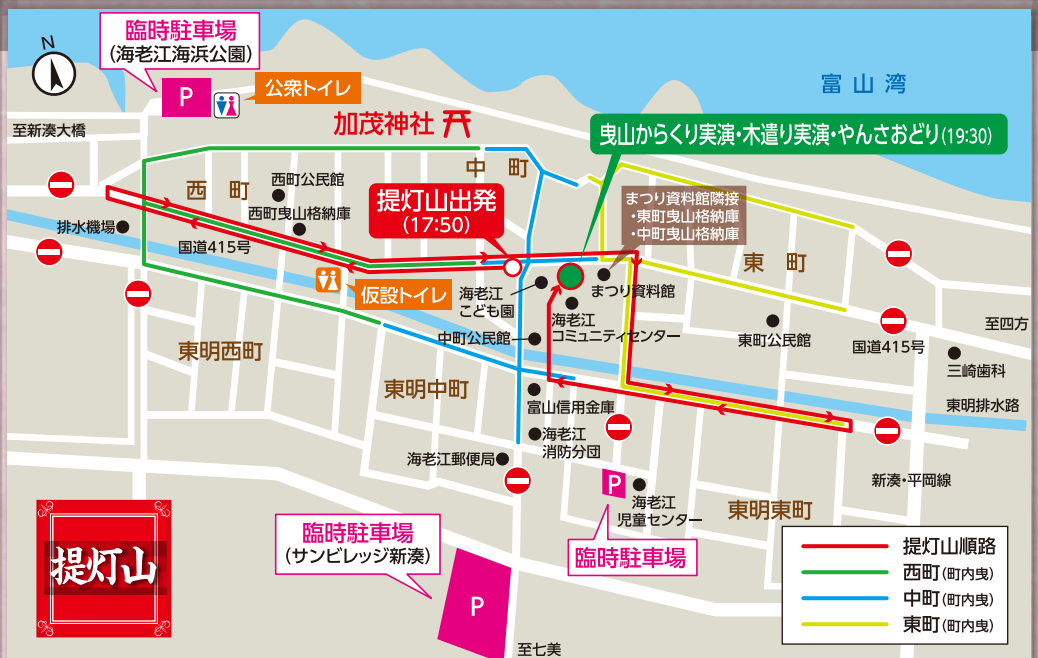 臨時駐車場
(海老江海浜公園)
N
P
公衆トイレ
富山湾
至新湊大橋
加茂神社
曳山からくり実演・木遣り実演・やんさおどり(19:30)
中町
西町
西町公民館
西町曳山格納庫
提灯山出発
(17:50)
まつり資料館隣接
・東町曳山格納庫
・中町曳山格納庫
排水機場
国道415号
東町
仮設トイレ
海老江
こども園
まつり資料館
海老江
コミュニティセンター
中町公民館
東町公民館
国道415号
至四方
三崎歯科
東明西町
東明中町
富山信用金庫
東明排水路
海老江
消防分団
海老江郵便局
新湊・平岡線
P
海老江
児童センター
東明東町
臨時駐車場
臨時駐車場
(サンビレッジ新湊)
P
至七美
提灯山
提灯山順路
西町(町内曳)
中町(町内曳)
東町(町内曳)